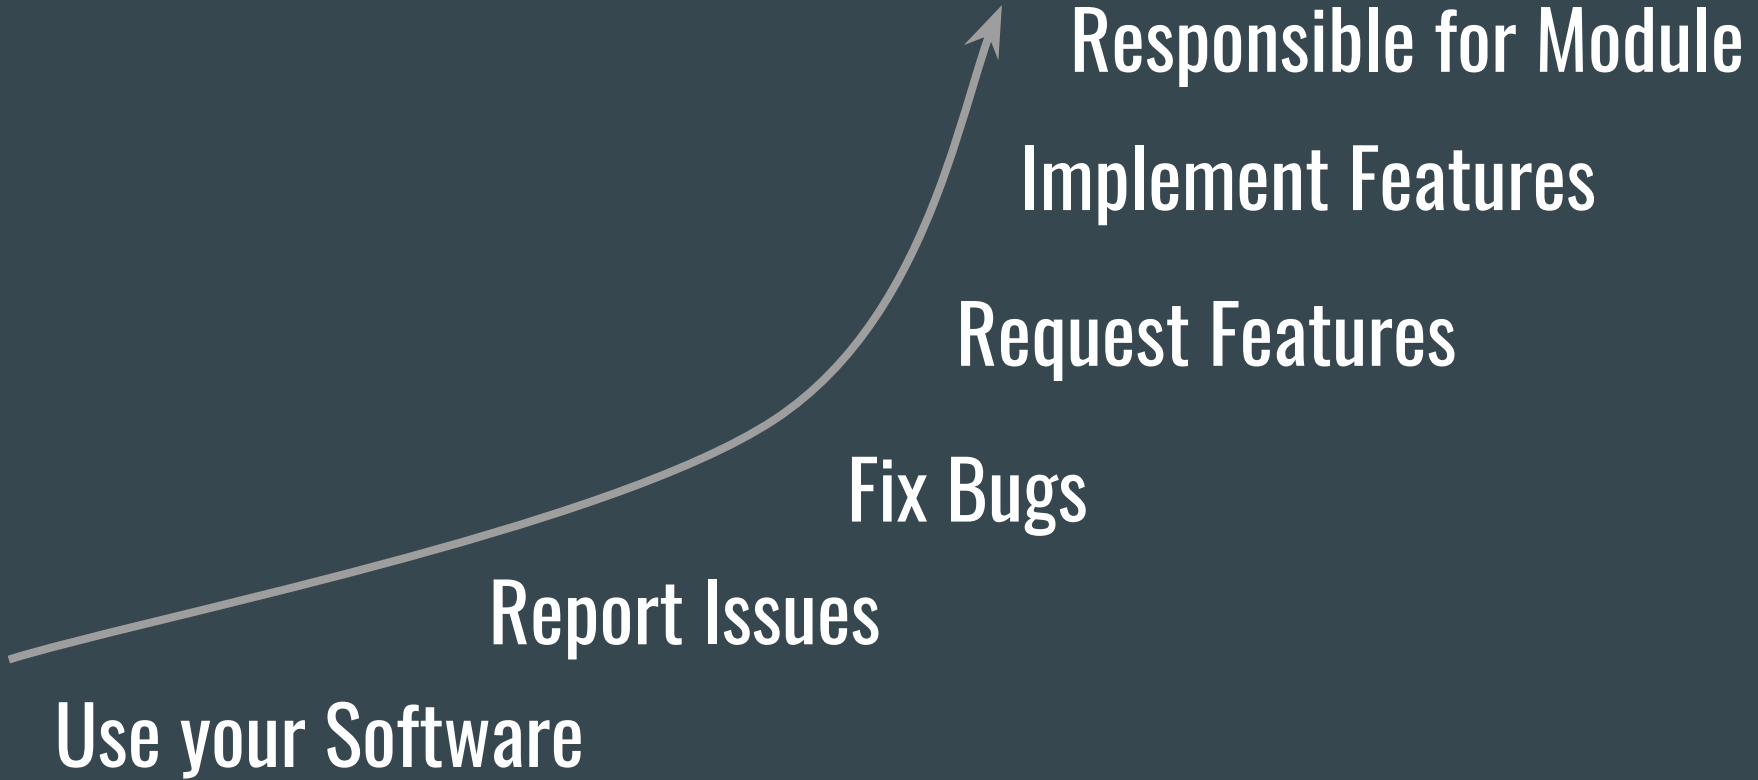 Responsible for Module
Implement Features
Request Features
Fix Bugs
Report Issues
Use your Software